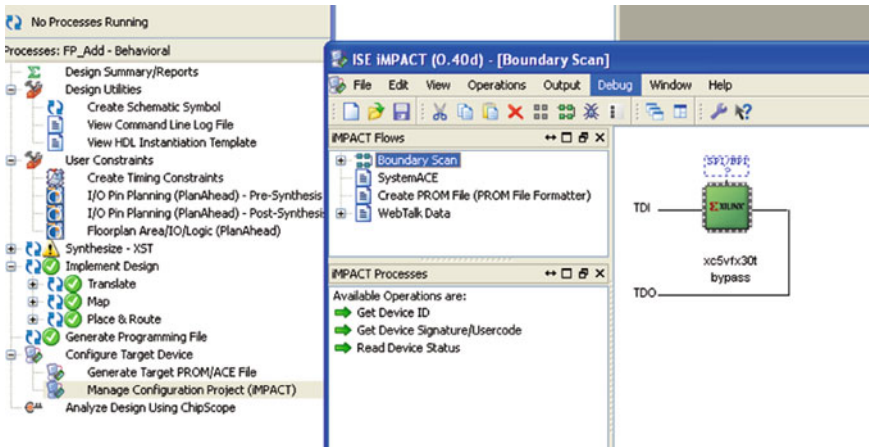 No Processes Running
Processes: FP_Add - Behavioral
Design Summary/Reports
Design Utilities
Create Schematic Symbol
View Command Line Log File
View HDL Instantiation Template
User Constraints
Create Timing Constraints
I/O Pin Planning (PlanAhead) - Pre-Synthesis
I/O Pin Planning (PlanAhead) - Post-Synthesis
Floorplan Area/IO/Logic (PlanAhead)
Synthesize - XST
Implement Design
Translate
Map
Place & Route
Generate Programming File
Configure Target Device
Generate Target PROM/ACE File
Manage Configuration Project (iMPACT)
Analyze Design Using ChipScope
ISE iMPACT (O.40d) - [Boundary Scan]
File Edit View Operations Output Debug Window Help
iMPACT Flows
Boundary Scan
SystemACE
Create PROM File (PROM File Formatter)
WebTalk Data
iMPACT Processes
Available Operations are:
Get Device ID
Get Device Signature/Usercode
Read Device Status
SPI/BPI
?
TDI
XILINX
xc5vfx30t
bypass
TDO